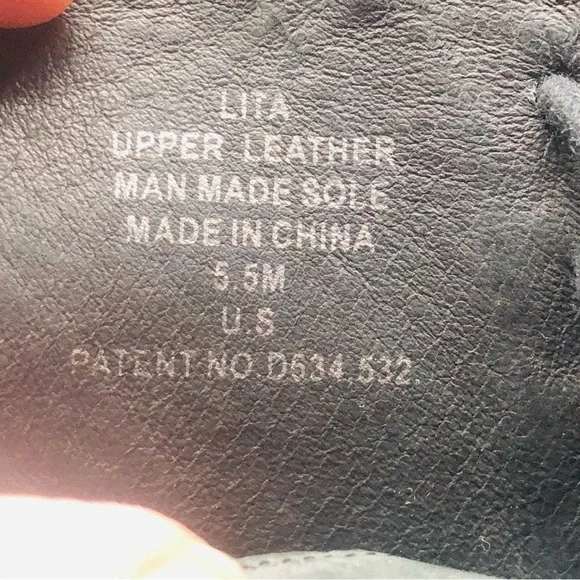 LITA
UPPER LEATHER
MAN MADE SOLE
MADE IN CHINA
5.5M
U.S
PATENT NO.D634.532.